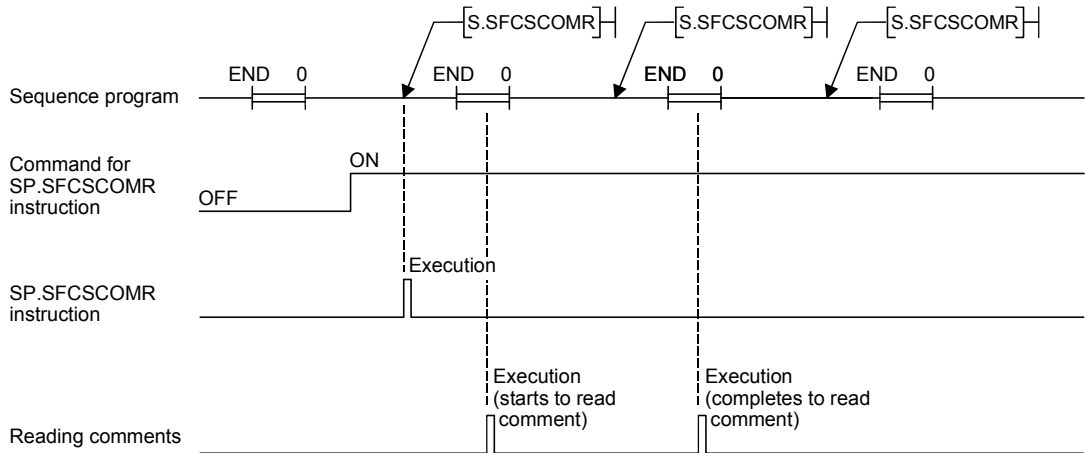 S.SFCSCOMR S.SFCSCOMR S.SFCSCOMR
END 0 END 0 END 0 END 0
Sequence program
Command for
SP.SFCSCOMR
instruction
ON
OFF
Execution
SP.SFCSCOMR
instruction
Execution
(starts to read
comment)
Execution
(completes to read
comment)
Reading comments